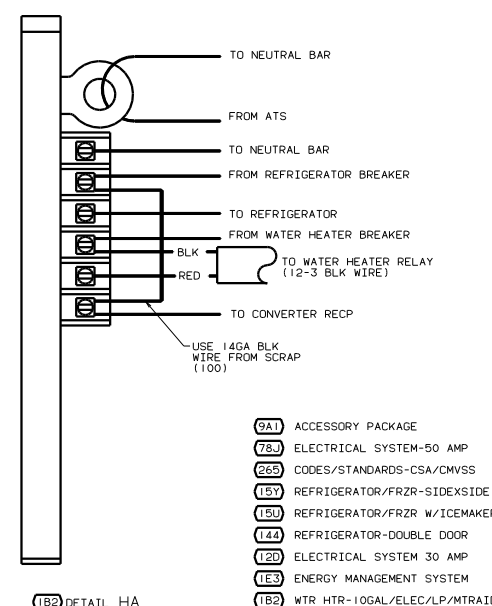 TO NEUTRAL BAR
FROM ATS
TO NEUTRAL BAR
FROM REFRIGERATOR BREAKER
TO REFRIGERATOR
FROM WATER HEATER BREAKER
BLK
TO WATER HEATER RELAY
(12-3 BLK WIRE)
RED
TO CONVERTER RECP
USE 14GA BLK
WIRE FROM SCRAP
(100)
9A1 ACCESSORY PACKAGE
78J ELECTRICAL SYSTEM-50 AMP
265 CODES/STANDARDS-CSA/CMVSS
15Y REFRIGERATOR/FRZR-SIDEXSIDE
15U REFRIGERATOR/FRZR W/ICEMAKER
144 REFRIGERATOR-DOUBLE DOOR
12D ELECTRICAL SYSTEM 30 AMP
1E3 ENERGY MANAGEMENT SYSTEM
1B2 WTR HTR-10GAL/ELEC/LP/MTRAID
1B2 DETAIL HA